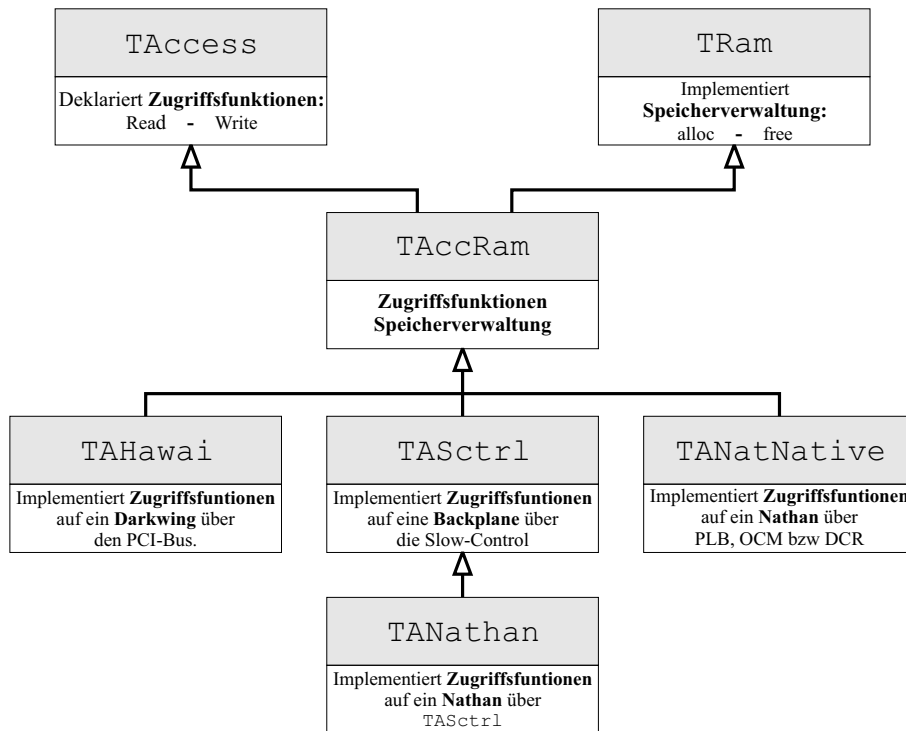 TAccess
Deklariert Zugriffsfunktionen:
Read - Write
TRam
Implementiert
Speicherverwaltung:
alloc - free
TAccRam
Zugriffsfunktionen
Speicherverwaltung
TAHawai
Implementiert Zugriffsfuntionen
auf ein Darkwing über
den PCI-Bus.
TASctrl
Implementiert Zugriffsfuntionen
auf eine Backplane über
die Slow-Control
TANatNative
Implementiert Zugriffsfuntionen
auf ein Nathan über
PLB, OCM bzw DCR
TANathan
Implementiert Zugriffsfuntionen
auf ein Nathan über
TASctrl